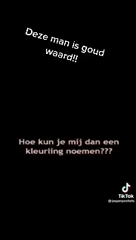 Deze man is goud
waard!!
Hoe kun je mij dan een
kleurling noemen???
TikTok